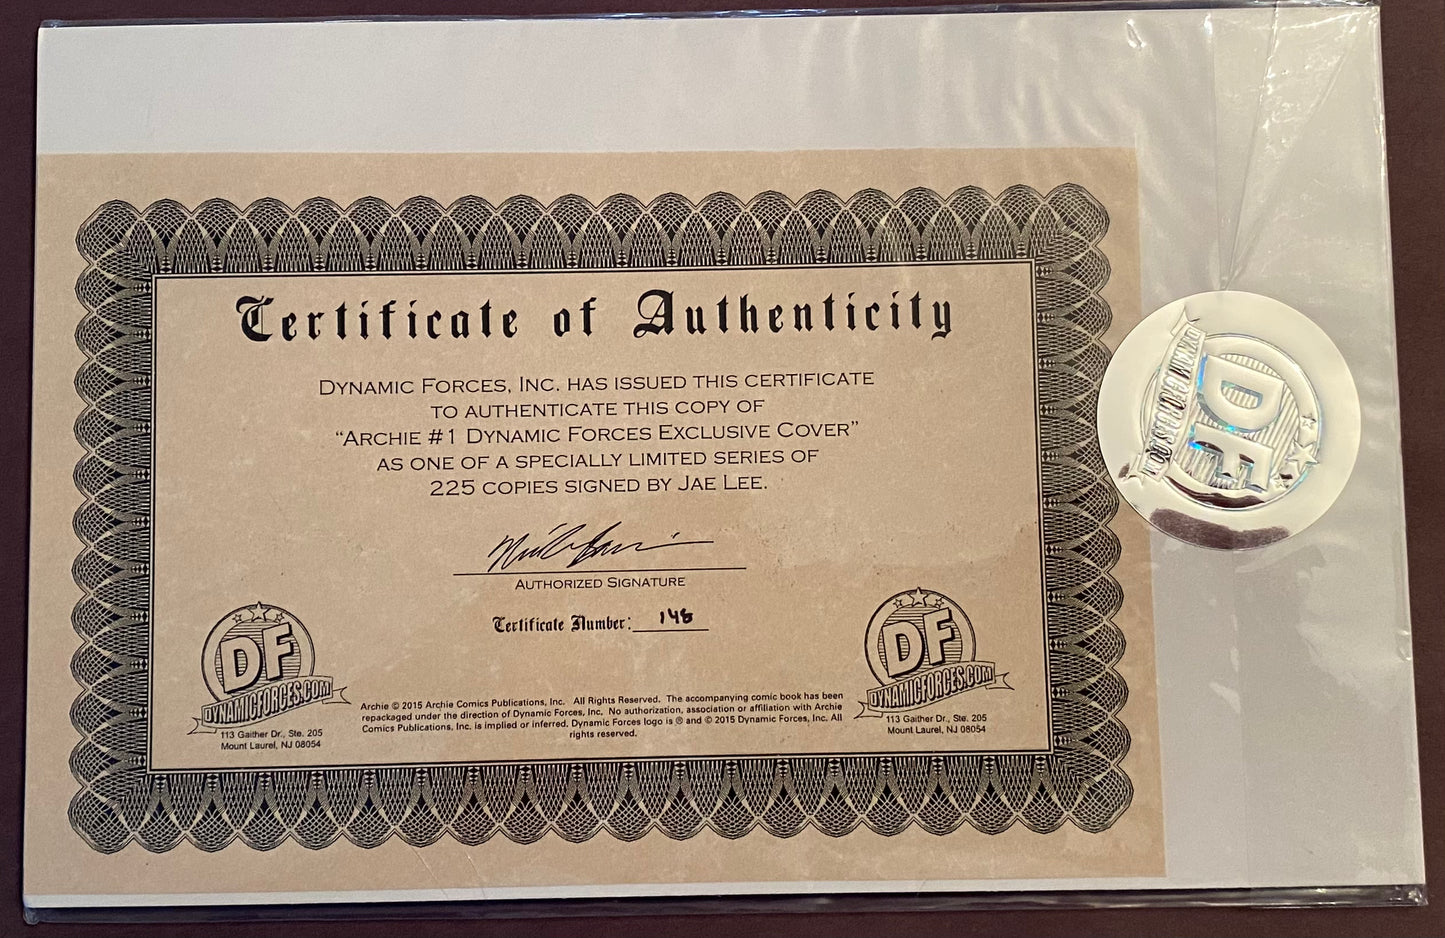 Certificate of Authenticity
DYNAMIC FORCES, INC. HAS ISSUED THIS CERTIFICATE
TO AUTHENTICATE THIS COPY OF
“ARCHIE #1 DYNAMIC FORCES EXCLUSIVE COVER”
AS ONE OF A SPECIALLY LIMITED SERIES OF
225 COPIES SIGNED BY JAE LEE.
AUTHORIZED SIGNATURE
Certificate Number: 148
DF
DYNAMICFORCES.COM
113 Gaither Dr., Ste. 205
Mount Laurel, NJ 08054
Archie © 2015 Archie Comics Publications, Inc. All Rights Reserved. The accompanying comic book has been
repackaged under the direction of Dynamic Forces, Inc. No authorization, association or affiliation with Archie
Comics Publications, Inc. is implied or inferred. Dynamic Forces logo is ® and © 2015 Dynamic Forces, Inc. All
rights reserved.
DF
DYNAMICFORCES.COM
113 Gaither Dr., Ste. 205
Mount Laurel, NJ 08054
DF
DYNAMICFORCES.COM